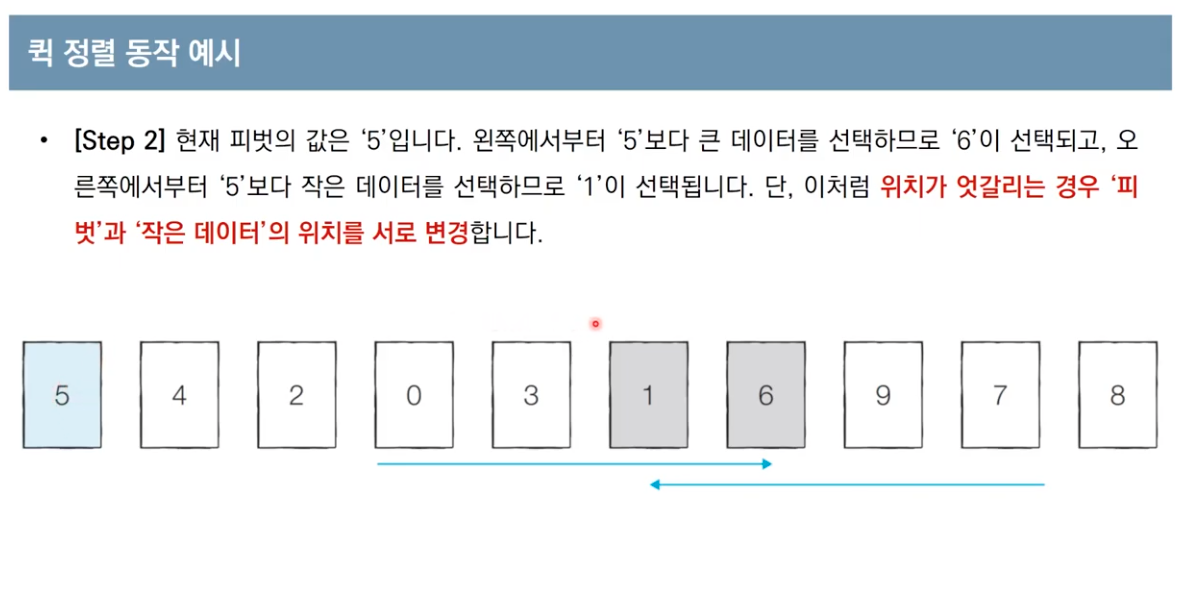 퀵 정렬 동작 예시
• [Step 2] 현재 피벗의 값은 ‘5’입니다. 왼쪽에서부터 ‘5’보다 큰 데이터를 선택하므로 ‘6’이 선택되고, 오
른쪽에서부터 ‘5’보다 작은 데이터를 선택하므로 ‘1’이 선택됩니다. 단, 이처럼 위치가 엇갈리는 경우 ‘피
벗’과 ‘작은 데이터’의 위치를 서로 변경합니다.
5 4 2 0 3 1 6 9 7 8